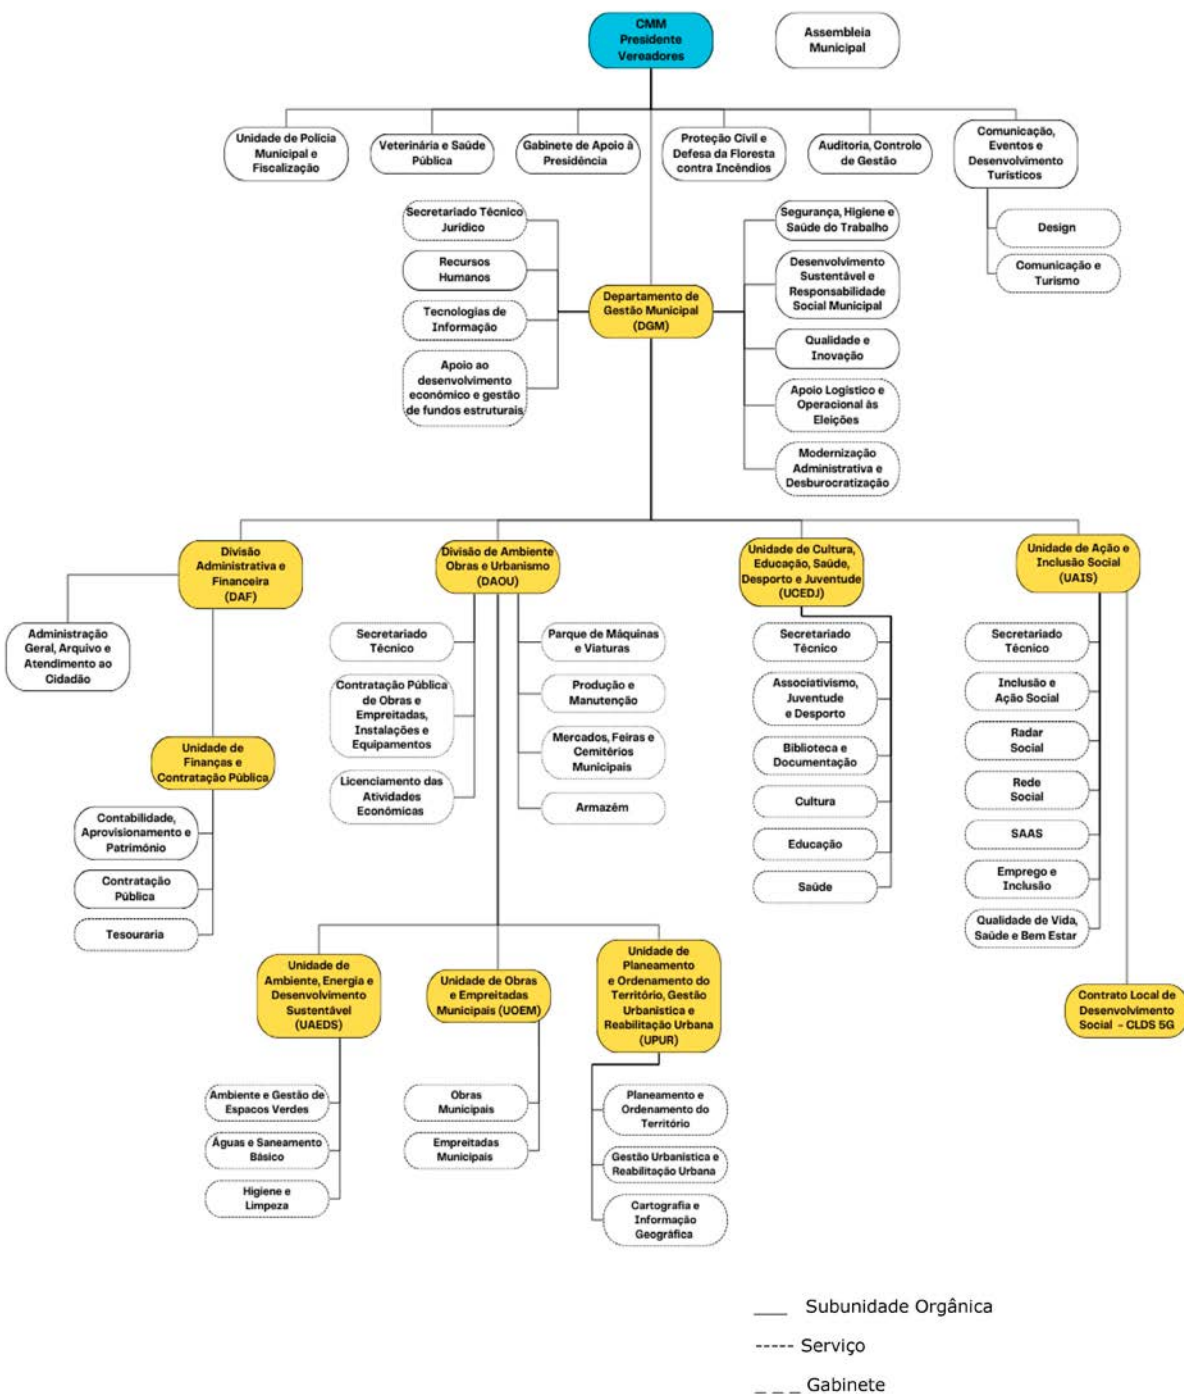 CMM
Presidente
Vereadores
Assembleia
Municipal
Unidade de Polícia
Municipal e
Fiscalização
Veterinária e Saúde
Pública
Gabinete de Apoio à
Presidência
Proteção Civil e
Defesa da Floresta
contra Incêndios
Auditoria, Controlo
de Gestão
Comunicação,
Eventos e
Desenvolvimento
Turísticos
Design
Comunicação e
Turismo
Secretariado Técnico
Jurídico
Recursos
Humanos
Tecnologias de
Informação
Apoio ao
desenvolvimento
económico e gestão
de fundos estruturais
Departamento de
Gestão Municipal
(DGM)
Segurança, Higiene e
Saúde do Trabalho
Desenvolvimento
Sustentável e
Responsabilidade
Social Municipal
Qualidade e
Inovação
Apoio Logístico e
Operacional às
Eleições
Modernização
Administrativa e
Desburocratização
Divisão
Administrativa e
Financeira
(DAF)
Administração
Geral, Arquivo e
Atendimento ao
Cidadão
Unidade de
Finanças e
Contratação Pública
Contabilidade,
Aprovisionamento e
Património
Contratação
Pública
Tesouraria
Divisão de Ambiente
Obras e Urbanismo
(DAOU)
Secretariado
Técnico
Contratação Pública
de Obras e
Empreitadas,
Instalações e
Equipamentos
Licenciamento das
Atividades
Económicas
Parque de Máquinas
e Viaturas
Produção e
Manutenção
Mercados, Feiras e
Cemitérios
Municipais
Armazém
Unidade de Cultura,
Educação, Saúde,
Desporto e Juventude
(UCEDJ)
Secretariado
Técnico
Associativismo,
Juventude
e Desporto
Biblioteca e
Documentação
Cultura
Educação
Saúde
Unidade de Ação e
Inclusão Social
(UAIS)
Secretariado
Técnico
Inclusão e
Ação Social
Radar
Social
Rede
Social
SAAS
Emprego e
Inclusão
Qualidade de Vida,
Saúde e Bem Estar
Contrato Local de
Desenvolvimento
Social - CLDS 5G
Unidade de
Ambiente, Energia e
Desenvolvimento
Sustentável
(UAEDS)
Ambiente e Gestão de
Espacos Verdes
Águas e Saneamento
Básico
Higiene e
Limpeza
Unidade de Obras
e Empreitadas
Municipais (UOEM)
Obras
Municipais
Empreitadas
Municipais
Unidade de
Planeamento
e Ordenamento do
Território, Gestão
Urbanistica e
Reabilitação Urbana
(UPUR)
Planeamento e
Ordenamento do
Território
Gestão Urbanistica e
Reabilitação Urbana
Cartografia e
Informação
Geográfica
Subunidade Orgânica
Serviço
Gabinete